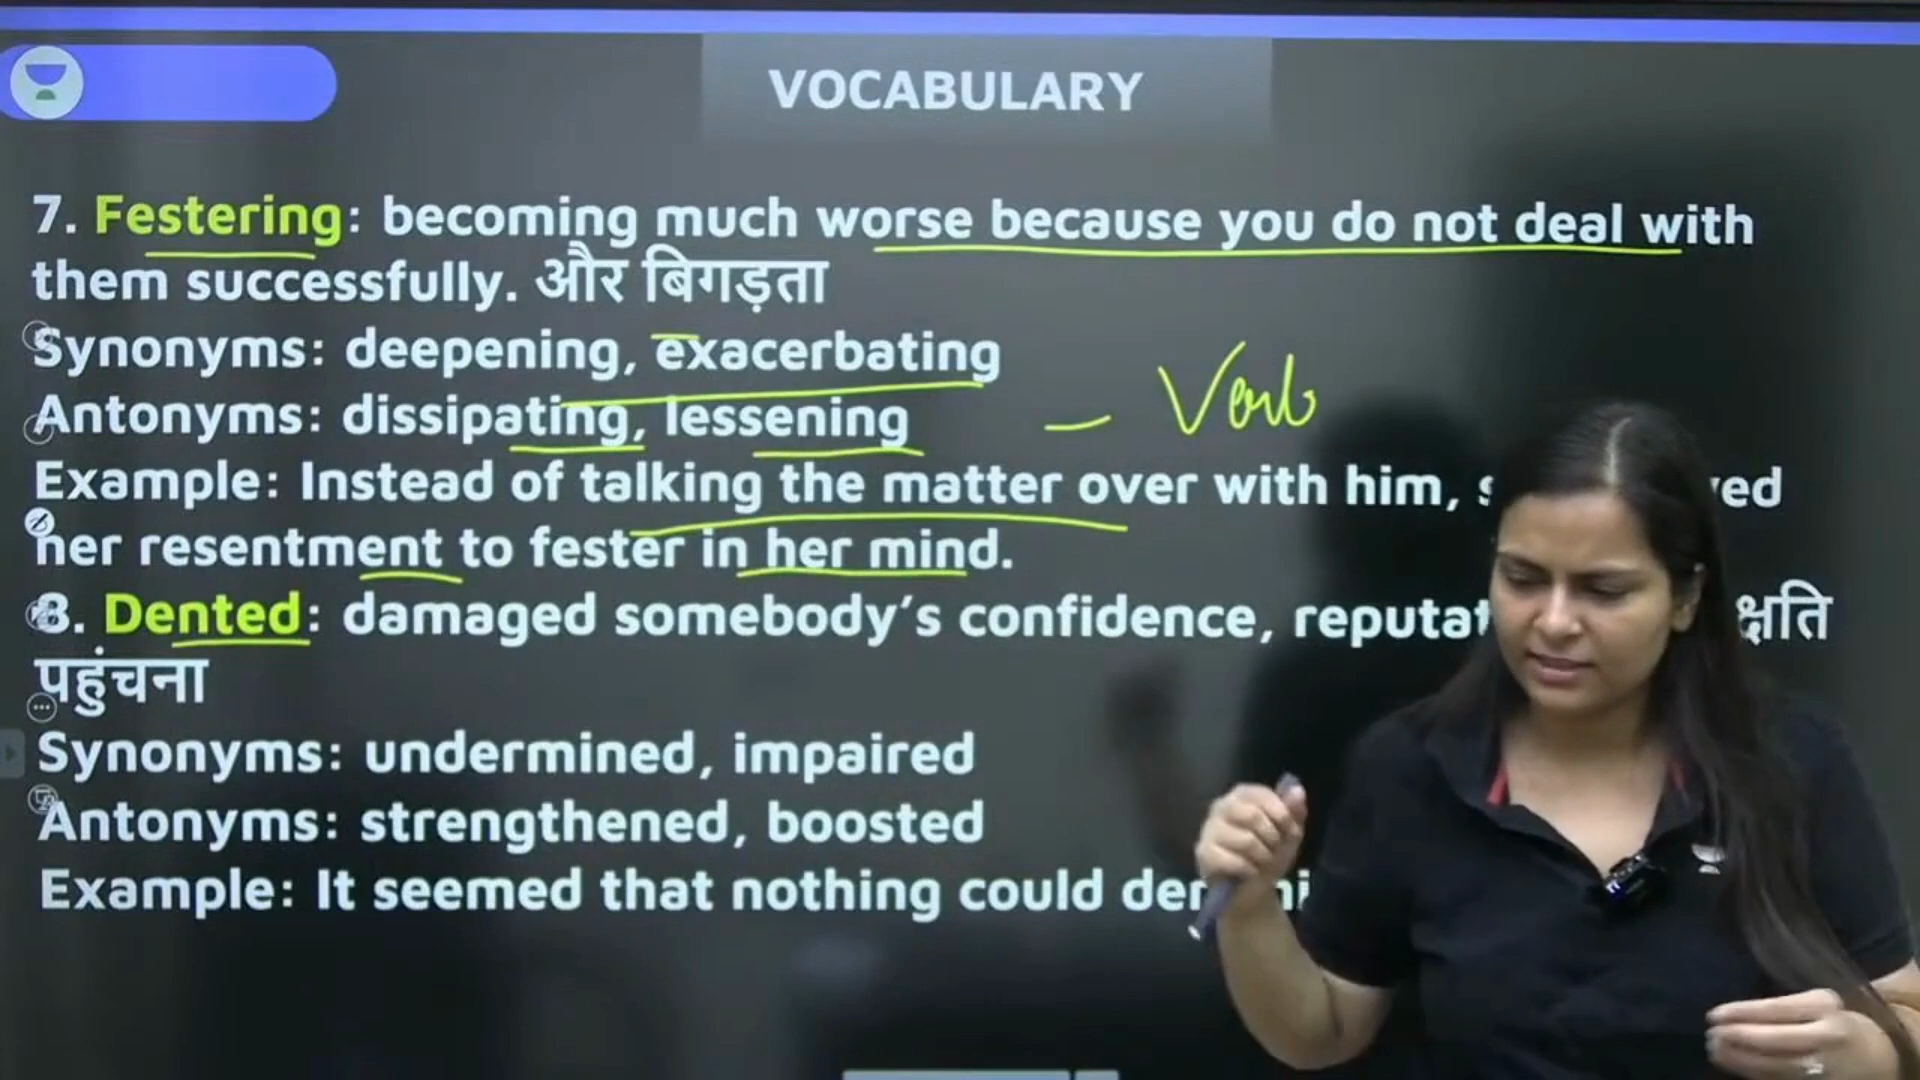 VOCABULARY
7. Festering: becoming much worse because you do not deal with
them successfully. और बिगड़ता
Synonyms: deepening, exacerbating
Antonyms: dissipating, lessening
– Verb
Example: Instead of talking the matter over with him,
her resentment to fester in her mind.
8. Dented: damaged somebody's confidence, क्षति
पहुंचना
Synonyms: undermined, impaired
Antonyms: strengthened, boosted
Example: It seemed that nothing could